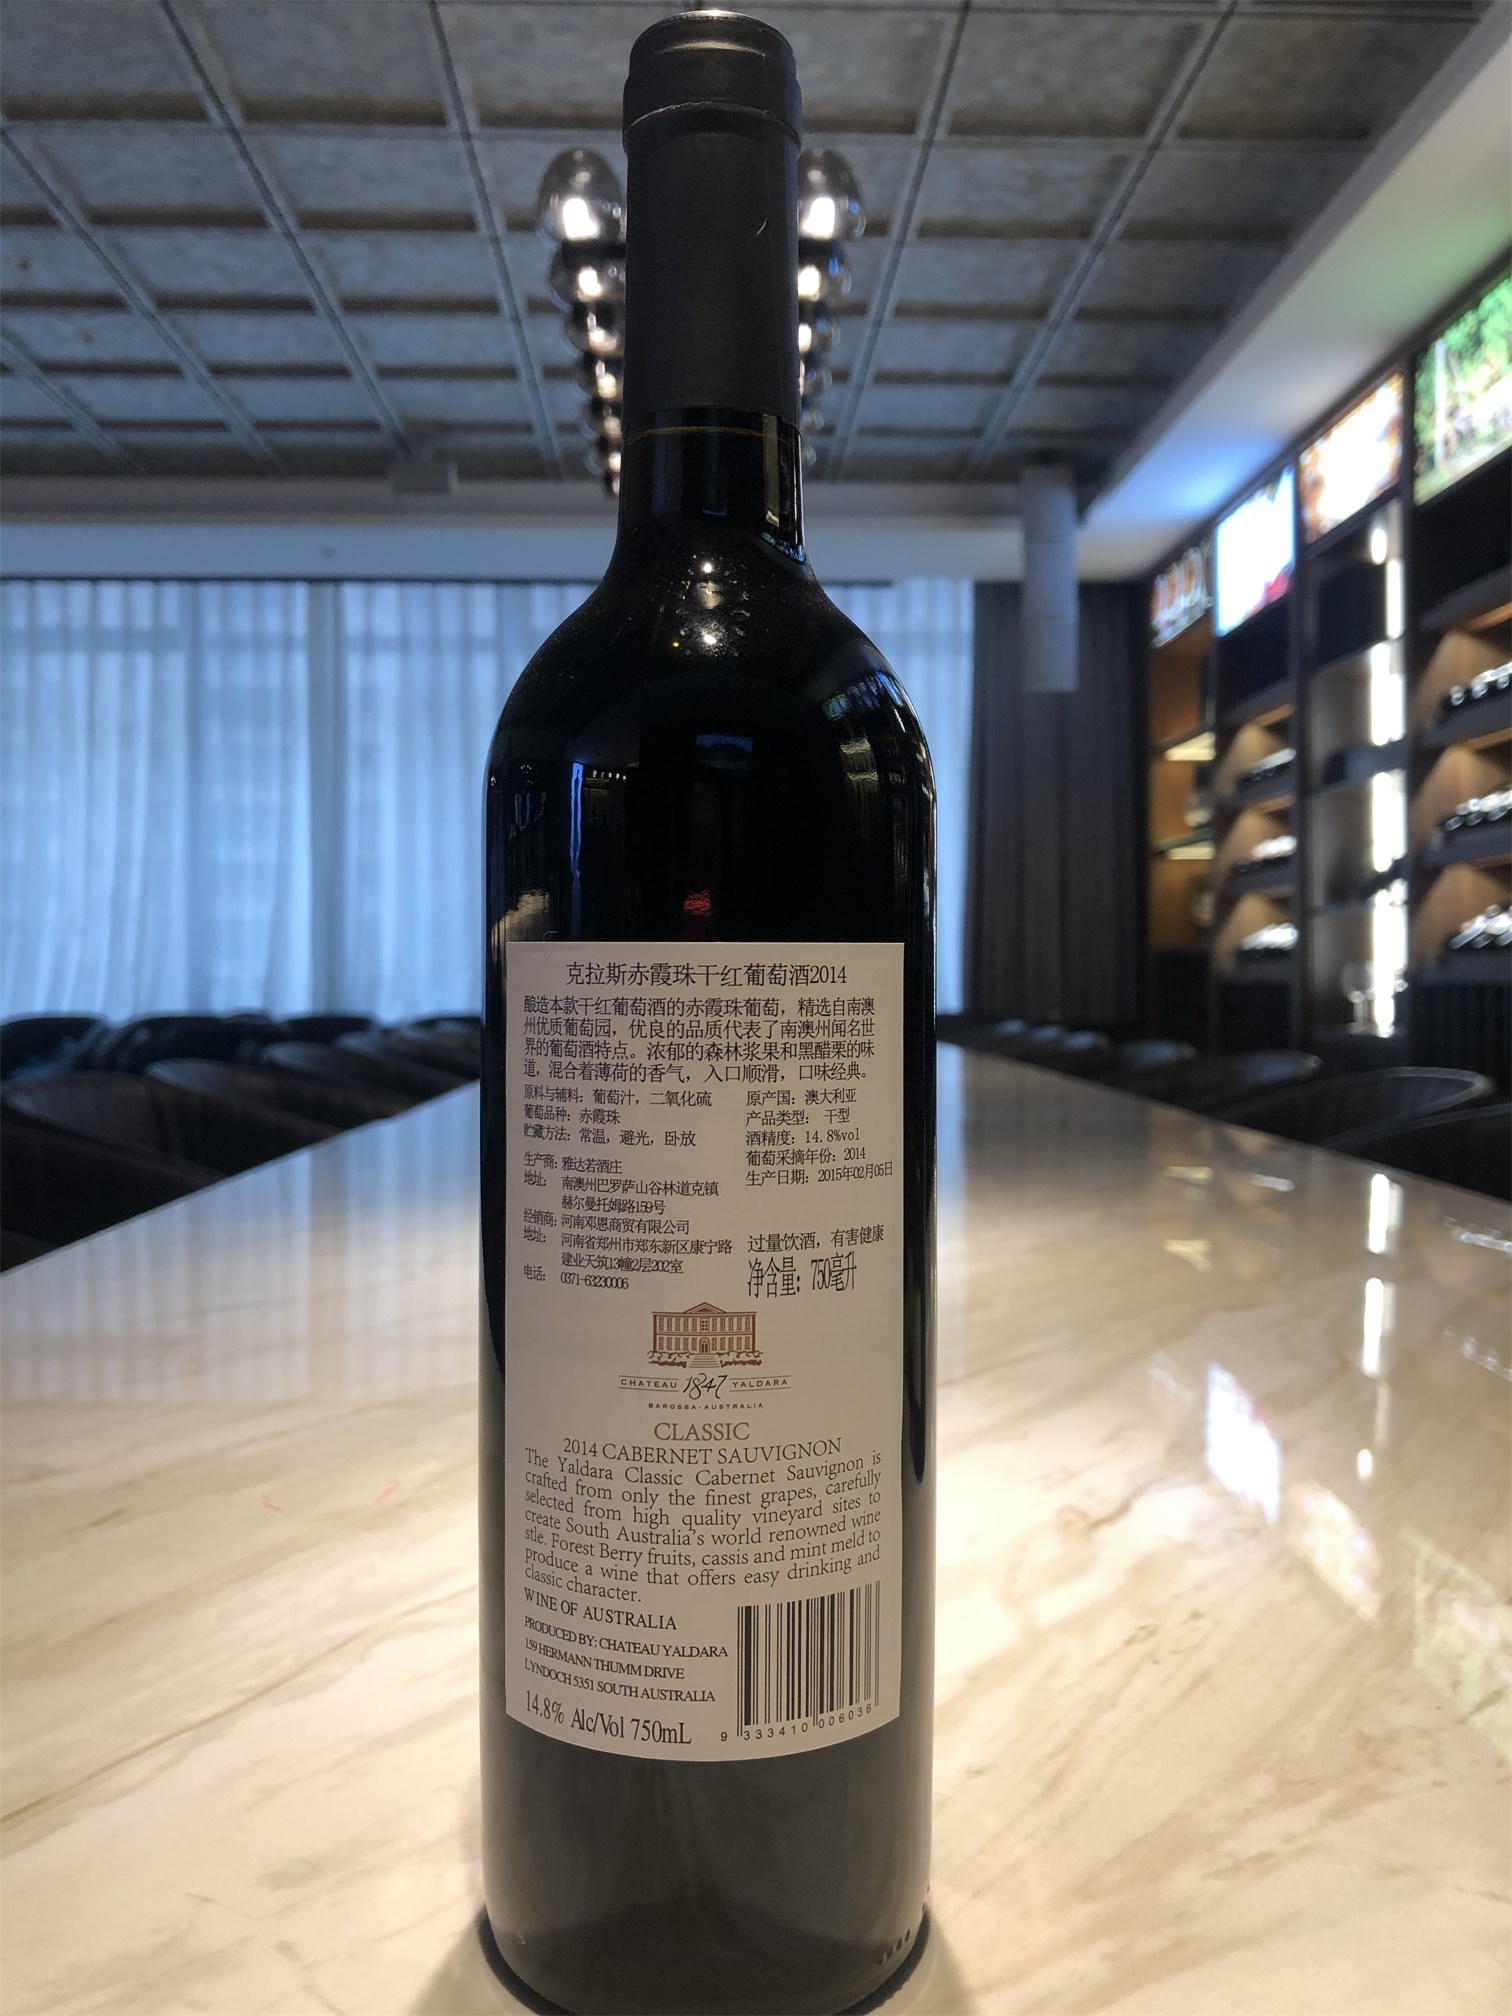 克拉斯赤霞珠干红葡萄酒2014
酿造本款干红葡萄酒的赤霞珠葡萄，精选自南澳
州优质葡萄园，优良的品质代表了南澳州闻名世
界的葡萄酒特点。浓郁的森林浆果和黑醋栗的味
道，混合着薄荷的香气，入口顺滑，口味经典。
原料与辅料：葡萄汁，二氧化硫
葡萄品种：赤霞珠
贮藏方法：常温，避光，卧放
原产国：澳大利亚
产品类型：干型
酒精度：14.8%vol
葡萄采摘年份：2014
生产日期：2015年02月05日
生产商：雅达若酒庄
地址：南澳州巴罗萨山谷林道克镇
赫尔曼托姆路159号
经销商：河南邓恩商贸有限公司
地址：河南省郑州市郑东新区康宁路
建业天筑13幢2层202室
电话：0371-63230006
过量饮酒，有害健康
净含量：750毫升
CHATEAU 1847 YALDARA
BAROSSA-AUSTRALIA
CLASSIC
2014 CABERNET SAUVIGNON
The Yaldara Classic Cabernet Sauvignon is
crafted from only the finest grapes, carefully
selected from high quality vineyard sites to
create South Australia's world renowned wine
stle. Forest Berry fruits, cassis and mint meld to
produce a wine that offers easy drinking and
classic character.
WINE OF AUSTRALIA
PRODUCED BY: CHATEAU YALDARA
159 HERMANN THUMM DRIVE
LYNDOCH 5351 SOUTH AUSTRALIA
14.8% Alc/Vol 750mL
9 333410 006036